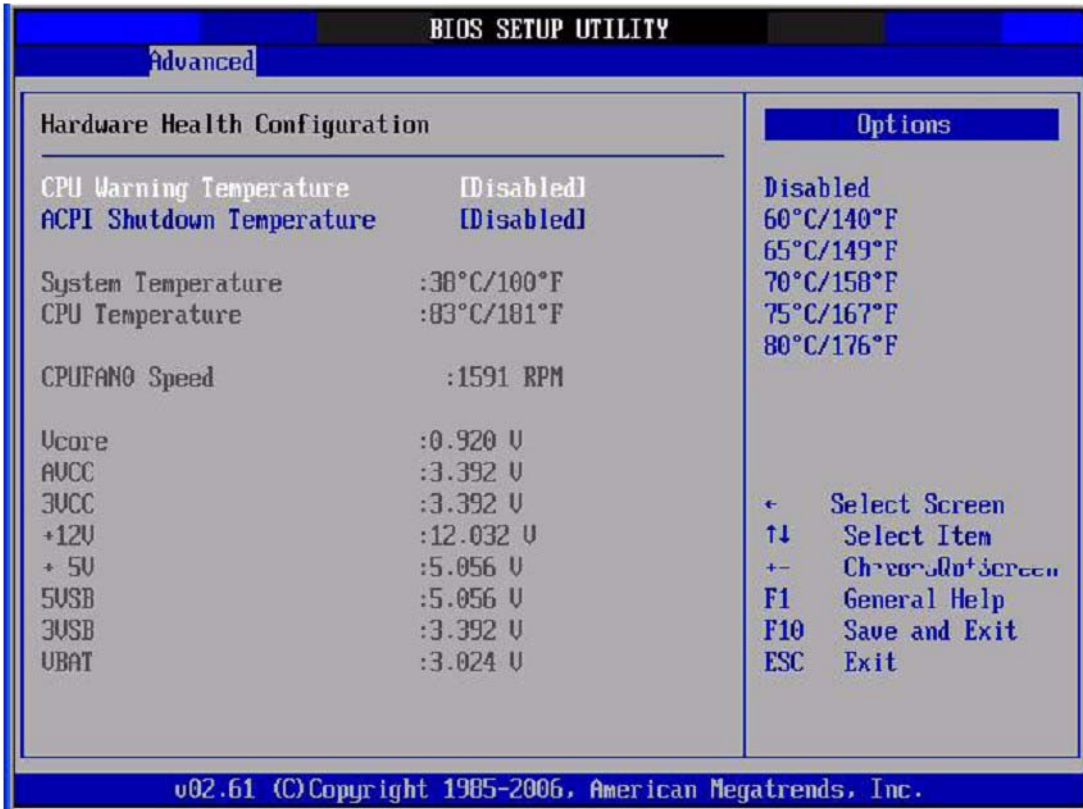 BIOS SETUP UTILITY
Advanced
Hardware Health Configuration
CPU Warning Temperature [Disabled]
ACPI Shutdown Temperature [Disabled]
System Temperature :38°C/100°F
CPU Temperature :83°C/181°F
CPUFAN0 Speed :1591 RPM
Vcore :0.920 V
AVCC :3.392 V
3VCC :3.392 V
+12V :12.032 V
+ 5V :5.056 V
5VSB :5.056 V
3VSB :3.392 V
VBAT :3.024 V
Options
Disabled
60°C/140°F
65°C/149°F
70°C/158°F
75°C/167°F
80°C/176°F
← Select Screen
↑↓ Select Item
+-
F1 General Help
F10 Save and Exit
ESC Exit
v02.61 (C)Copyright 1985-2006, American Megatrends, Inc.